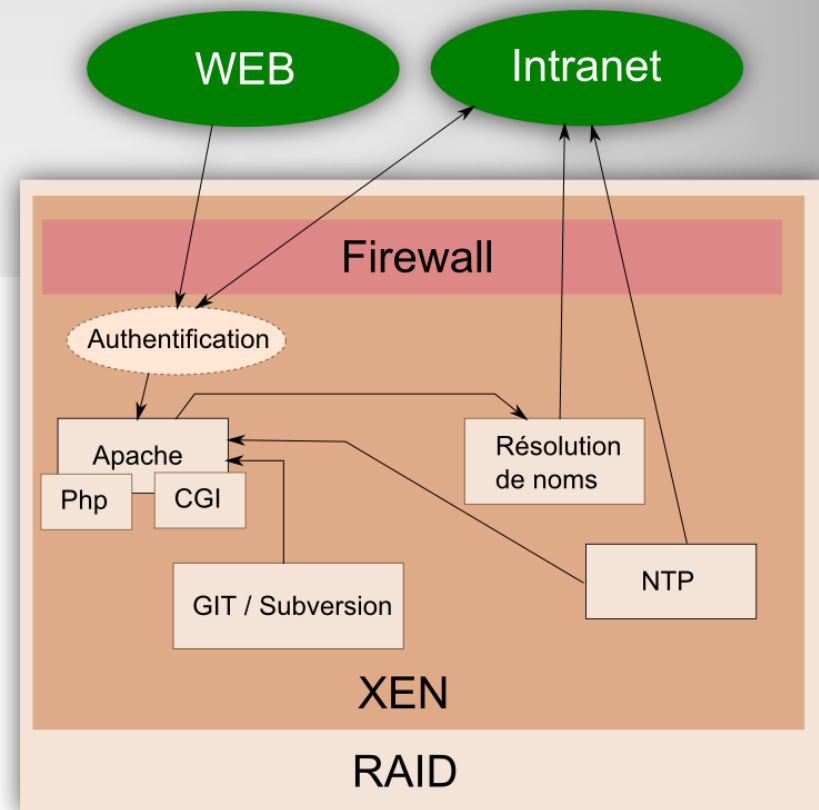 WEB
Intranet
Firewall
Authentification
Apache
Php
CGI
Résolution
de noms
GIT / Subversion
NTP
XEN
RAID